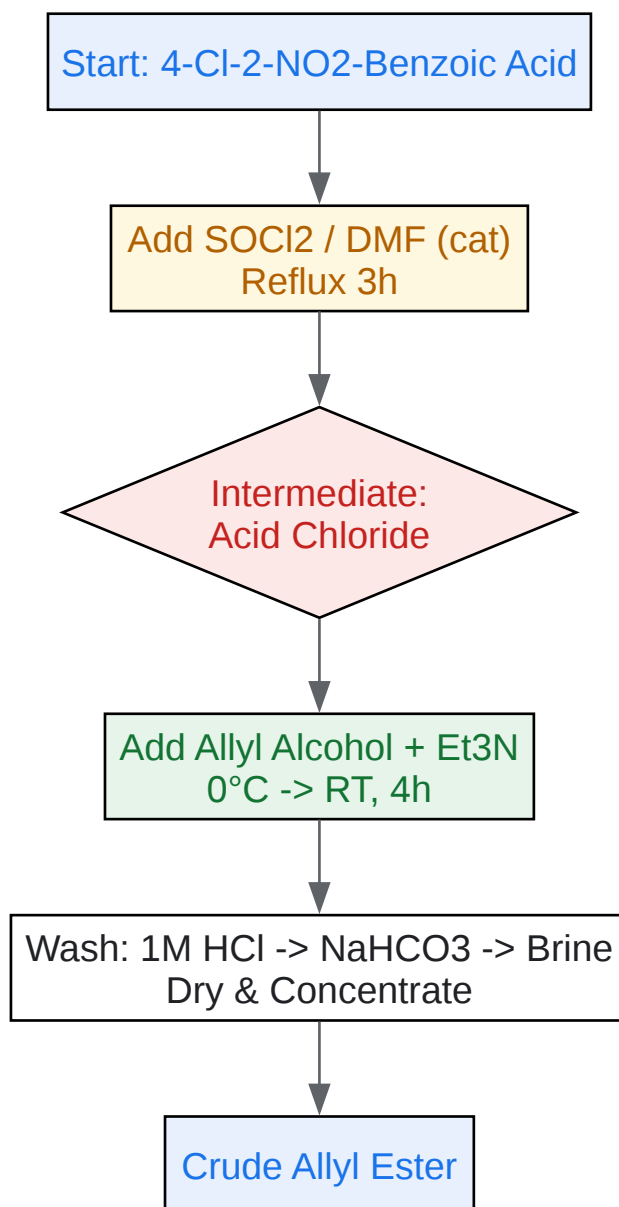 Start: 4-Cl-2-NO2-Benzoic Acid
Add SOCl2 / DMF (cat)
Reflux 3h
Intermediate:
Acid Chloride
Add Allyl Alcohol + Et3N
0°C -> RT, 4h
Wash: 1M HCl -> NaHCO3 -> Brine
Dry & Concentrate
Crude Allyl Ester